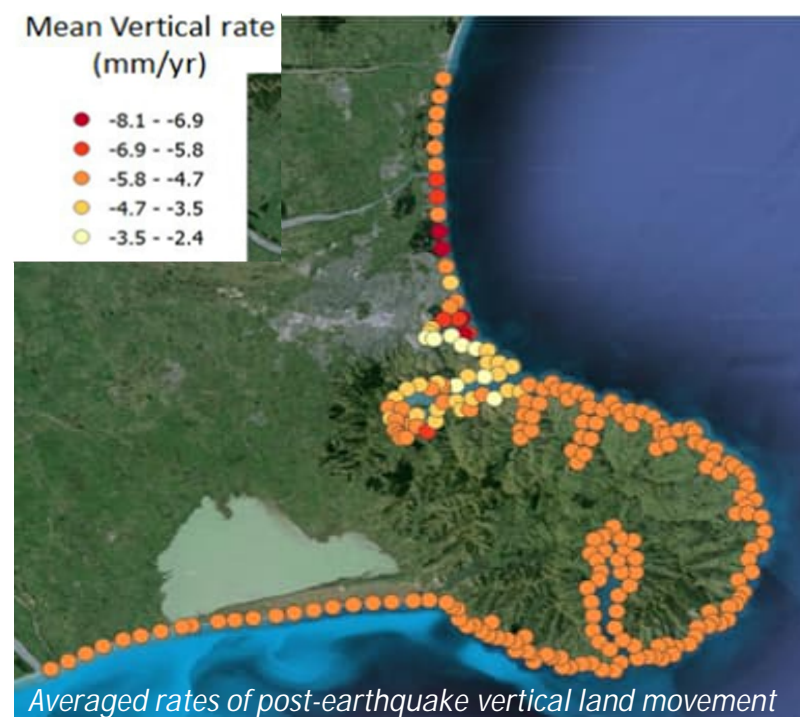 Mean Vertical rate
(mm/yr)
-8.1 - -6.9
-6.9 - -5.8
-5.8 - -4.7
-4.7 - -3.5
-3.5 - -2.4
Averaged rates of post-earthquake vertical land movement